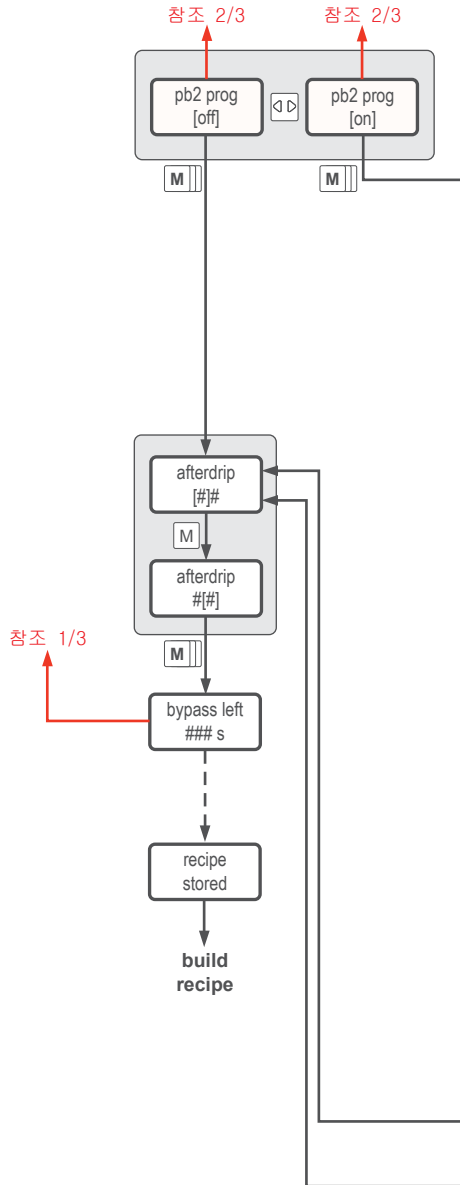 참조 2/3
참조 2/3
pb2 prog
[off]
pb2 prog
[on]
M
M
afterdrip
[#]#
M
afterdrip
#[#]
M
참조 1/3
bypass left
### s
recipe
stored
build
recipe